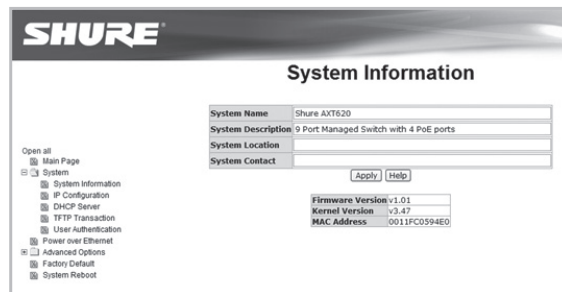 SHURE
System Information
System Name Shure AXT620
System Description 9 Port Managed Switch with 4 PoE ports
System Location
System Contact
Apply Help
Firmware Version v1.01
Kernel Version v3.47
MAC Address 0011FC0594E0
Open all
Main Page
System
System Information
IP Configuration
DHCP Server
TFTP Transaction
User Authentication
Power over Ethernet
Advanced Options
Factory Default
System Reboot